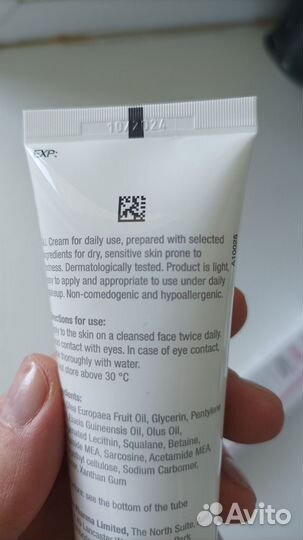 10/2024
EXP:
Cream for daily use, prepared with selected
ingredients for dry, sensitive skin prone to
Dermatologically tested. Product is light
to apply and appropriate to use under daily
Non-comedogenic and hypoallergenic.
A10025
for use:
to the skin on a cleansed face twice daily.
contact with eyes. In case of eye contact,
thoroughly with water.
store above 30 °C
Europaea Fruit Oil, Glycerin, Pentylene
Elaeis Guineensis Oil, Olus Oil,
Lecithin, Squalane, Betaine,
MEA, Sarcosine, Acetamide MEA
cellulose, Sodium Carbomer,
Xanthan Gum
see the bottom of the tube
Limited, The North Suite,
Lancaster
Park
Avito